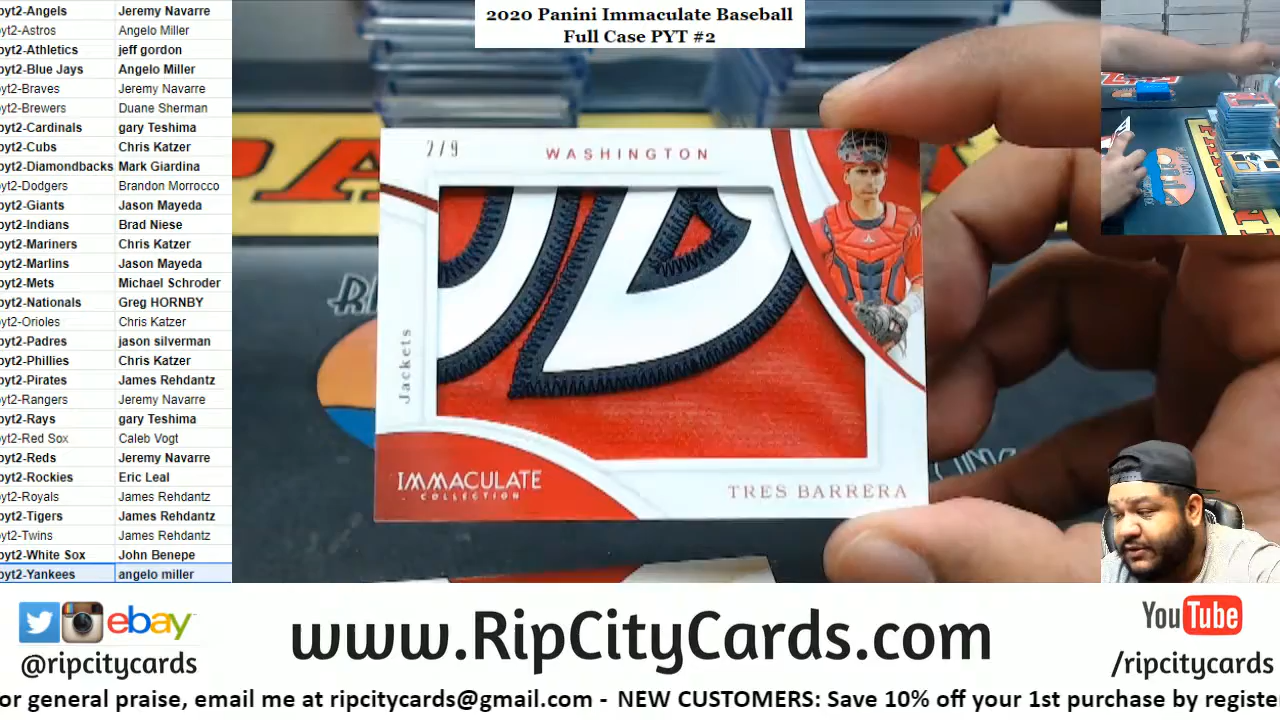 pyt2-Angels Jeremy Navarre
pyt2-Astros Angelo Miller
pyt2-Athletics jeff gordon
pyt2-Blue Jays Angelo Miller
pyt2-Braves Jeremy Navarre
pyt2-Brewers Duane Sherman
pyt2-Cardinals gary Teshima
pyt2-Cubs Chris Katzer
pyt2-Diamondbacks Mark Giardina
pyt2-Dodgers Brandon Morrocco
pyt2-Giants Jason Mayeda
pyt2-Indians Brad Niese
pyt2-Mariners Chris Katzer
pyt2-Marlins Jason Mayeda
pyt2-Mets Michael Schroder
pyt2-Nationals Greg HORNBY
pyt2-Orioles Chris Katzer
pyt2-Padres jason silverman
pyt2-Phillies Chris Katzer
pyt2-Pirates James Rehdantz
pyt2-Rangers Jeremy Navarre
pyt2-Rays gary Teshima
pyt2-Red Sox Caleb Vogt
pyt2-Reds Jeremy Navarre
pyt2-Rockies Eric Leal
pyt2-Royals James Rehdantz
pyt2-Tigers James Rehdantz
pyt2-Twins James Rehdantz
pyt2-White Sox John Benepe
pyt2-Yankees angelo miller
2020 Panini Immaculate Baseball
Full Case PYT #2
2/9
WASHINGTON
Jackets
IMMACULATE
COLLECTION
TRES BARRERA
ebay
@ripcitycards
www.RipCityCards.com
YouTube
/ripcitycards
or general praise, email me at ripcitycards@gmail.com - NEW CUSTOMERS: Save 10% off your 1st purchase by register